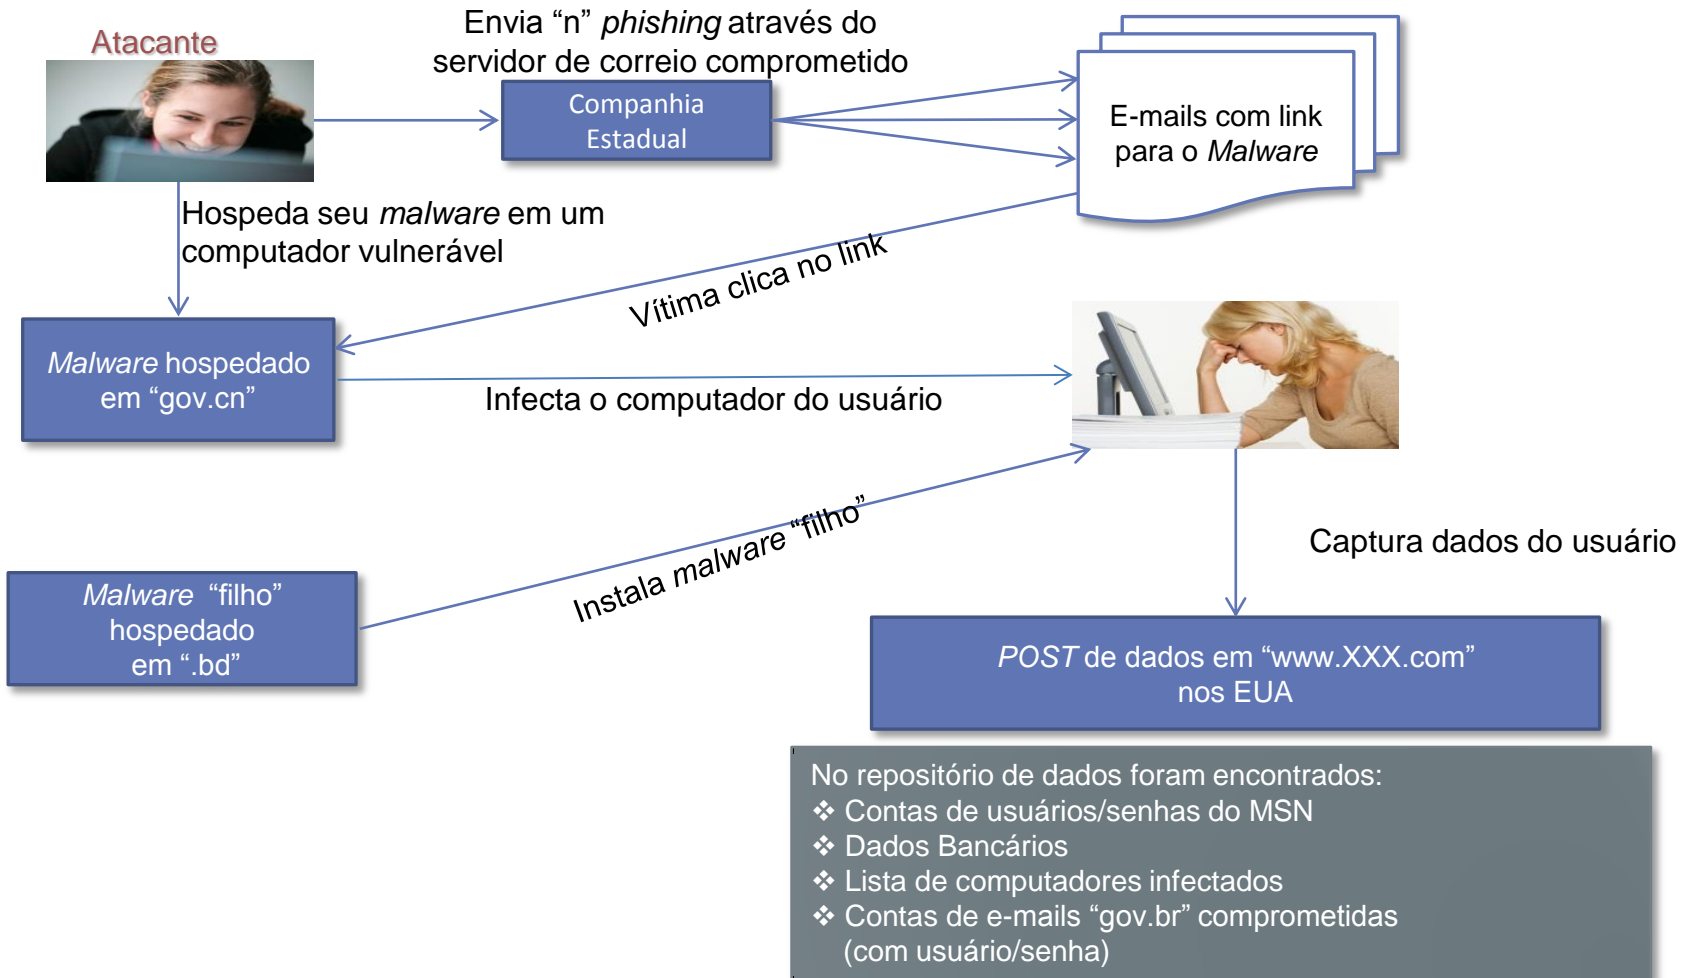 Atacante
Envia “n” phishing através do
servidor de correio comprometido
Companhia
Estadual
E-mails com link
para o Malware
Hospeda seu malware em um
computador vulnerável
Vítima clica no link
Malware hospedado
em “gov.cn”
Infecta o computador do usuário
Instala malware “filho”
Captura dados do usuário
Malware “filho”
hospedado
em “.bd”
POST de dados em “www.XXX.com”
nos EUA
No repositório de dados foram encontrados:
❖ Contas de usuários/senhas do MSN
❖ Dados Bancários
❖ Lista de computadores infectados
❖ Contas de e-mails “gov.br” comprometidas
(com usuário/senha)